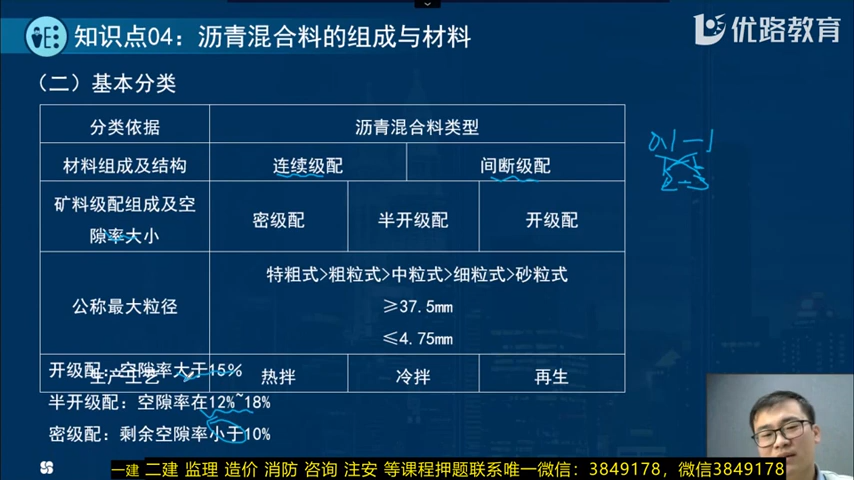 知识点04：沥青混合料的组成与材料
优路教育
（二）基本分类
分类依据 沥青混合料类型
材料组成及结构 连续级配 间断级配
矿料级配组成及空隙率大小 密级配 半开级配 开级配
公称最大粒径 特粗式>粗粒式>中粒式>细粒式>砂粒式
≥37.5mm
≤4.75mm
生产工艺 热拌 冷拌 再生
开级配：空隙率大于15%
半开级配：空隙率在12%~18%
密级配：剩余空隙率小于10%
0.1-1
2-3
一建 二建 监理 造价 消防 咨询 注安 等课程押题联系唯一微信：3849178，微信3849178